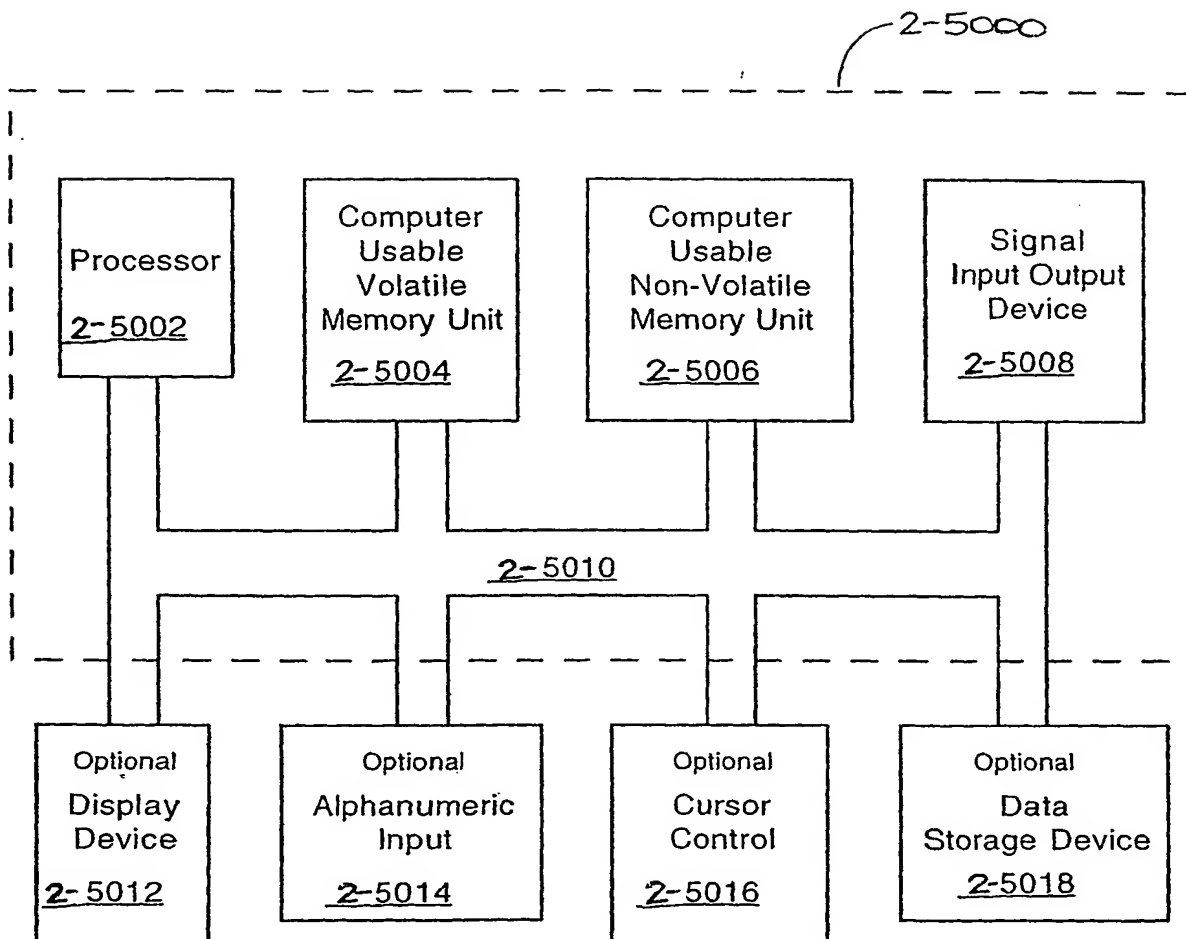 2-5000
Processor
2-5002
Computer
Usable
Volatile
Memory Unit
2-5004
Computer
Usable
Non-Volatile
Memory Unit
2-5006
Signal
Input Output
Device
2-5008
2-5010
Optional
Display
Device
2-5012
Optional
Alphanumeric
Input
2-5014
Optional
Cursor
Control
2-5016
Optional
Data
Storage Device
2-5018